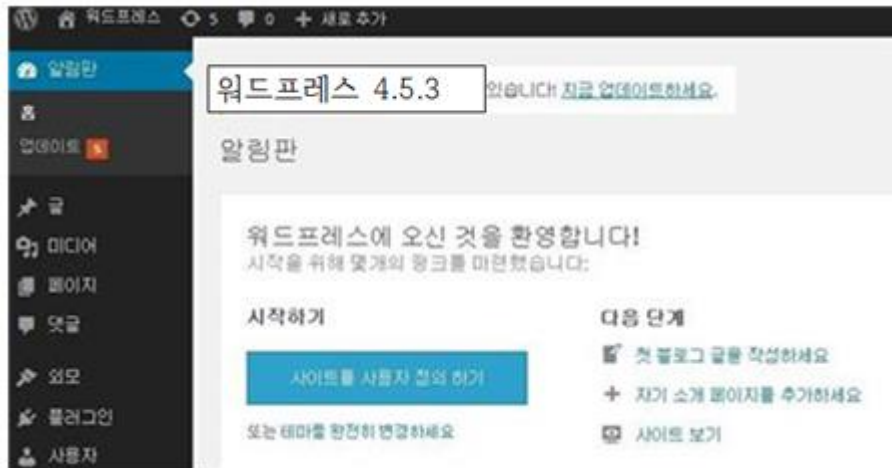 워드프레스 5 0 + 새로 추가
알림판
홈
업데이트 5
글
미디어
페이지
댓글
외모
플러그인
사용자
워드프레스 4.5.3 있습니다! 지금 업데이트하세요.
알림판
워드프레스에 오신 것을 환영합니다!
시작을 위해 몇개의 링크를 마련했습니다:
시작하기
사이트를 사용자 정의 하기
또는 테마를 완전히 변경하세요
다음 단계
첫 블로그 글을 작성하세요
자기 소개 페이지를 추가하세요
사이트 보기